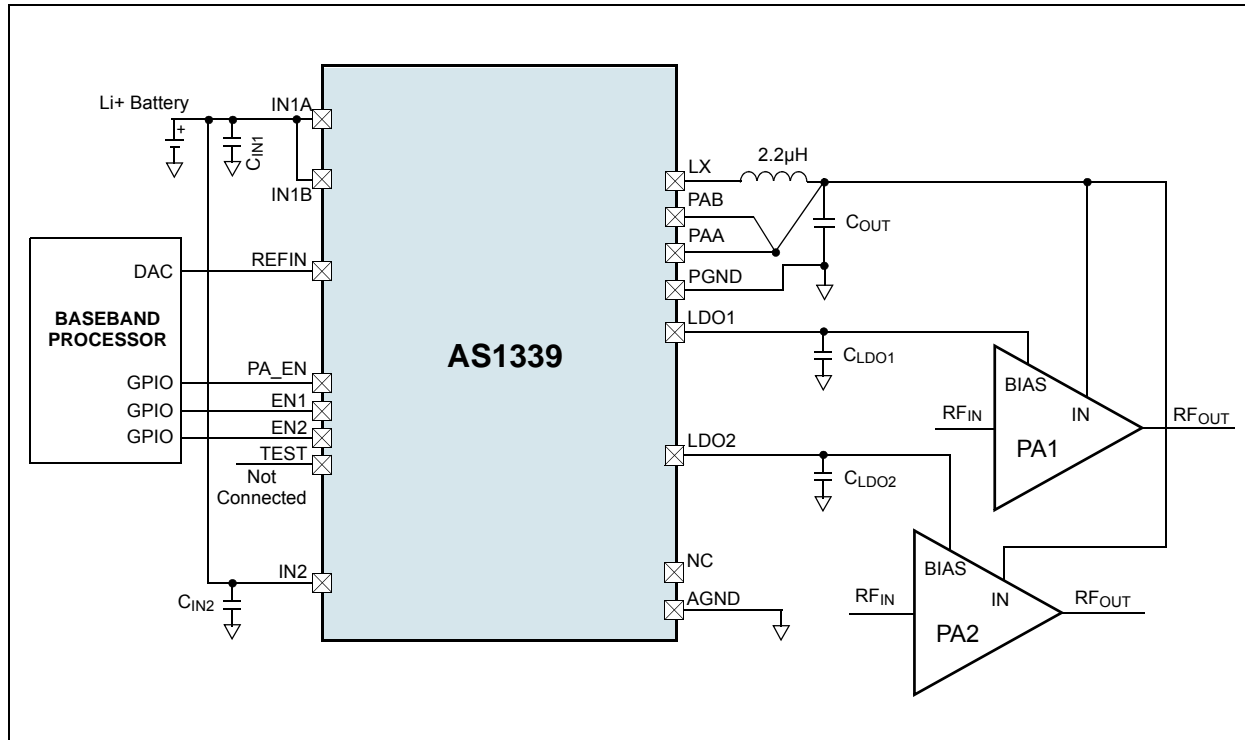 Li+ Battery
+
CIN1
IN1A
IN1B
BASEBAND
PROCESSOR
DAC
REFIN
GPIO
PA_EN
GPIO
EN1
GPIO
EN2
TEST
Not
Connected
IN2
CIN2
AS1339
LX
2.2µH
PAB
PAA
COUT
PGND
LDO1
CLDO1
LDO2
CLDO2
NC
AGND
BIAS
IN
RFIN
RFOUT
PA1
BIAS
IN
RFIN
RFOUT
PA2